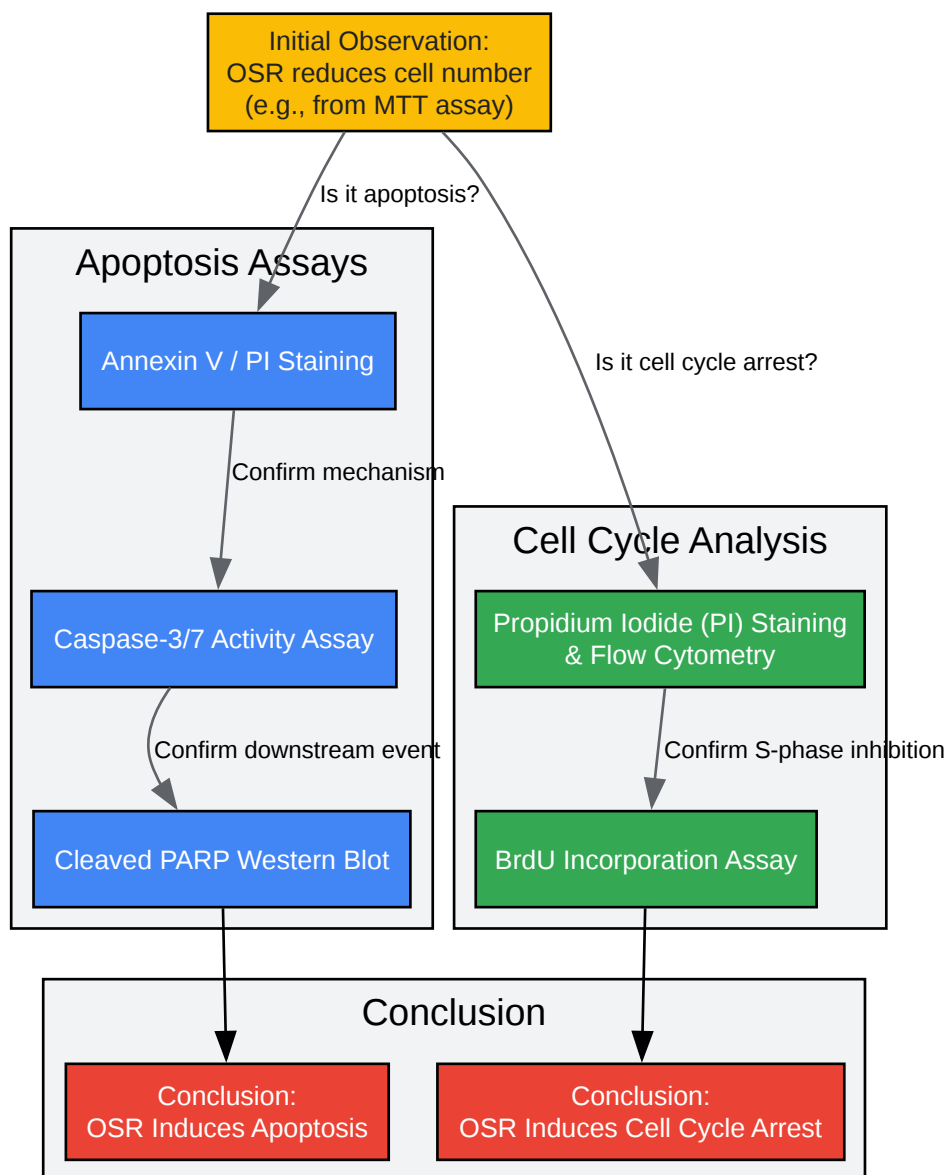 Initial Observation:
OSR reduces cell number
(e.g., from MTT assay)
Is it apoptosis?
Apoptosis Assays
Annexin V / PI Staining
Is it cell cycle arrest?
Confirm mechanism
Cell Cycle Analysis
Caspase-3/7 Activity Assay
Propidium Iodide (PI) Staining
& Flow Cytometry
Confirm downstream event
Confirm S-phase inhibition
Cleaved PARP Western Blot
BrdU Incorporation Assay
Conclusion
Conclusion:
OSR Induces Apoptosis
Conclusion:
OSR Induces Cell Cycle Arrest